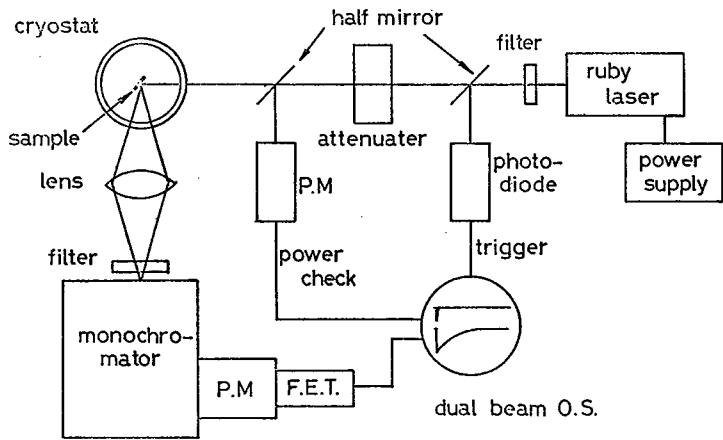 cryostat
half mirror
filter
ruby
laser
sample
attenuater
lens
P.M
photo-
diode
power
supply
filter
power
check
trigger
monochro-
mator
P.M
F.E.T.
dual beam O.S.